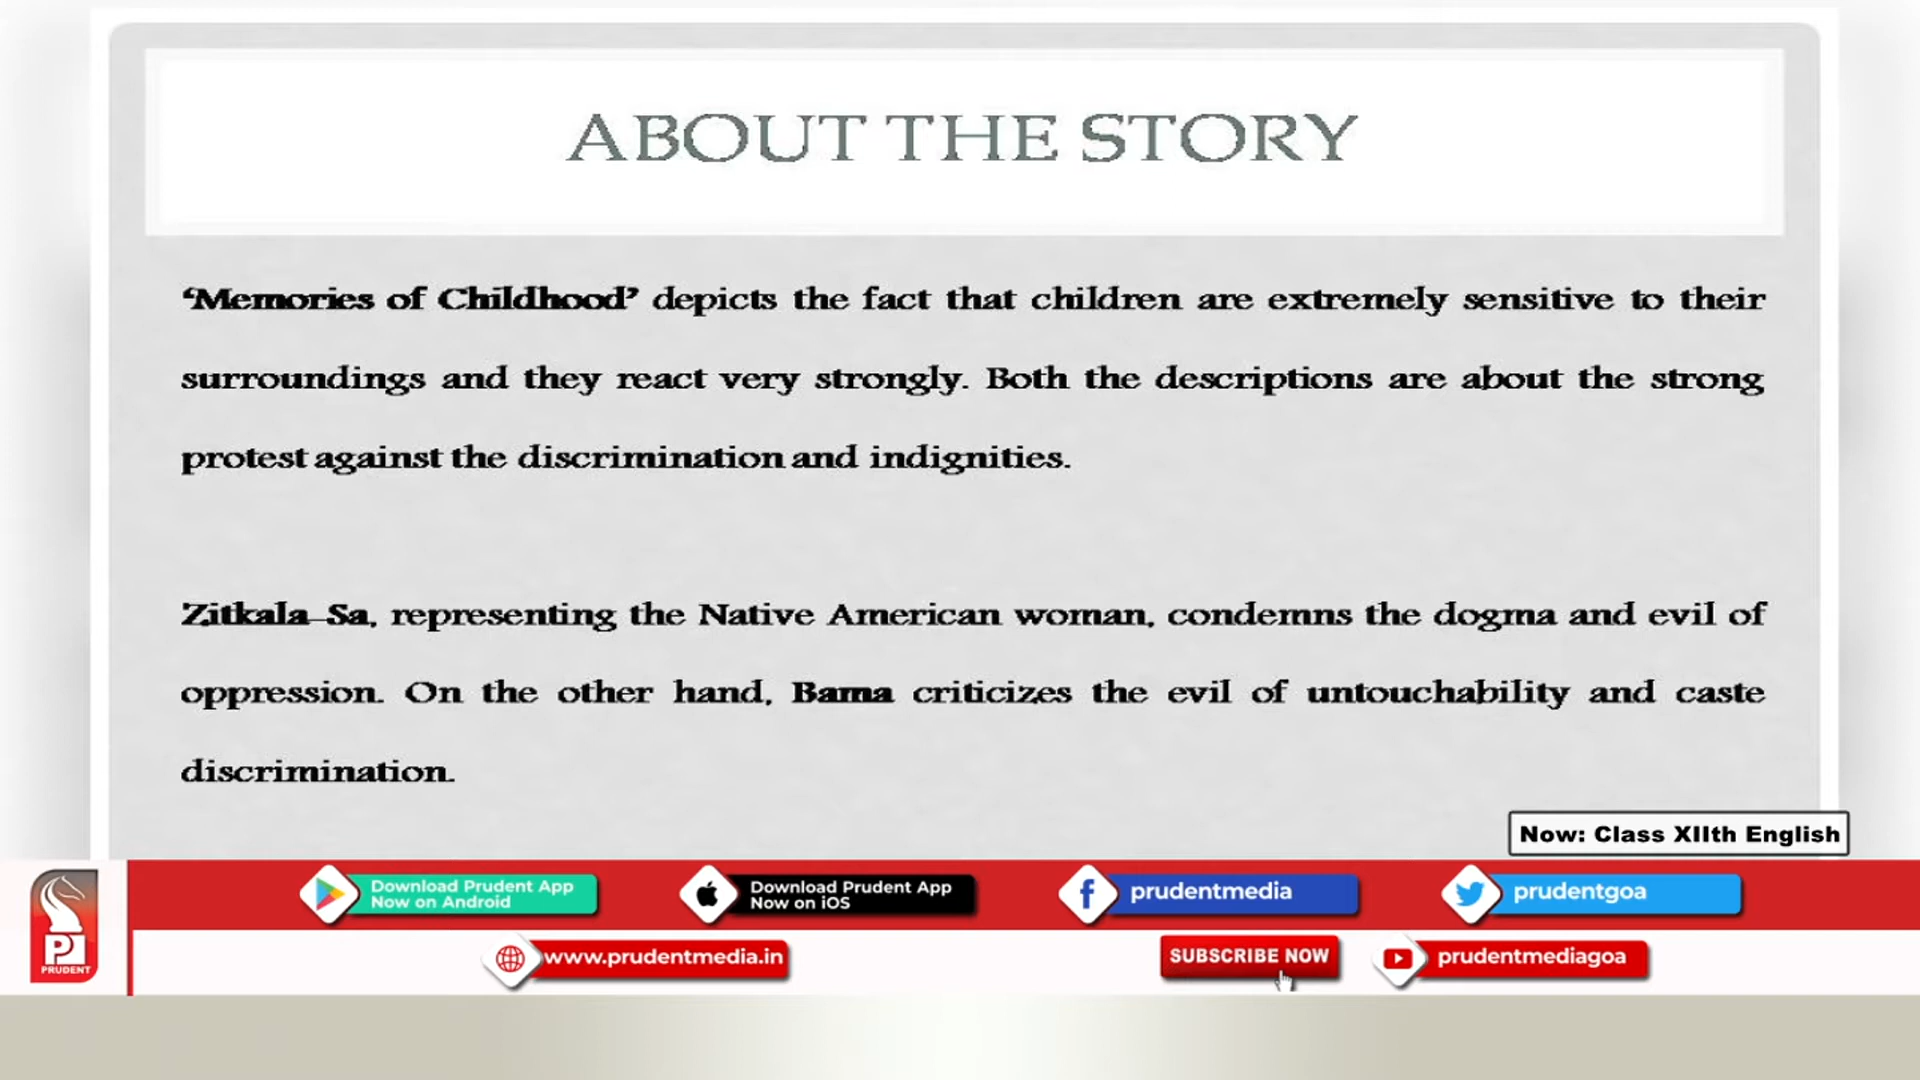 ABOUT THE STORY
‘Memories of Childhood’ depicts the fact that children are extremely sensitive to their
surroundings and they react very strongly. Both the descriptions are about the strong
protest against the discrimination and indignities.
Zitkala-Sa, representing the Native American woman, condemns the dogma and evil of
oppression. On the other hand, Bama criticizes the evil of untouchability and caste
discrimination.
Now: Class XIIth English
Download Prudent App
Now on Android
Download Prudent App
Now on iOS
prudentmedia
prudentgoa
PRUDENT
www.prudentmedia.in
SUBSCRIBE NOW
prudentmediagoa